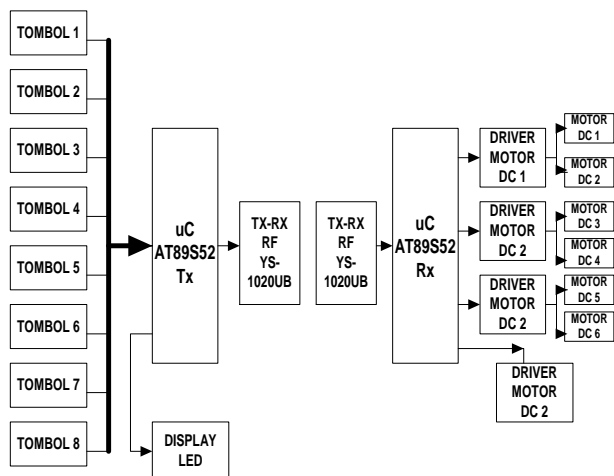 TOMBOL 1
TOMBOL 2
TOMBOL 3
TOMBOL 4
TOMBOL 5
TOMBOL 6
TOMBOL 7
TOMBOL 8
uC
AT89S52
Tx
DISPLAY
LED
TX-RX
RF
YS-
1020UB
TX-RX
RF
YS-
1020UB
uC
AT89S52
Rx
DRIVER
MOTOR
DC 1
MOTOR
DC 1
MOTOR
DC 2
DRIVER
MOTOR
DC 2
MOTOR
DC 3
MOTOR
DC 4
DRIVER
MOTOR
DC 2
MOTOR
DC 5
MOTOR
DC 6
DRIVER
MOTOR
DC 2